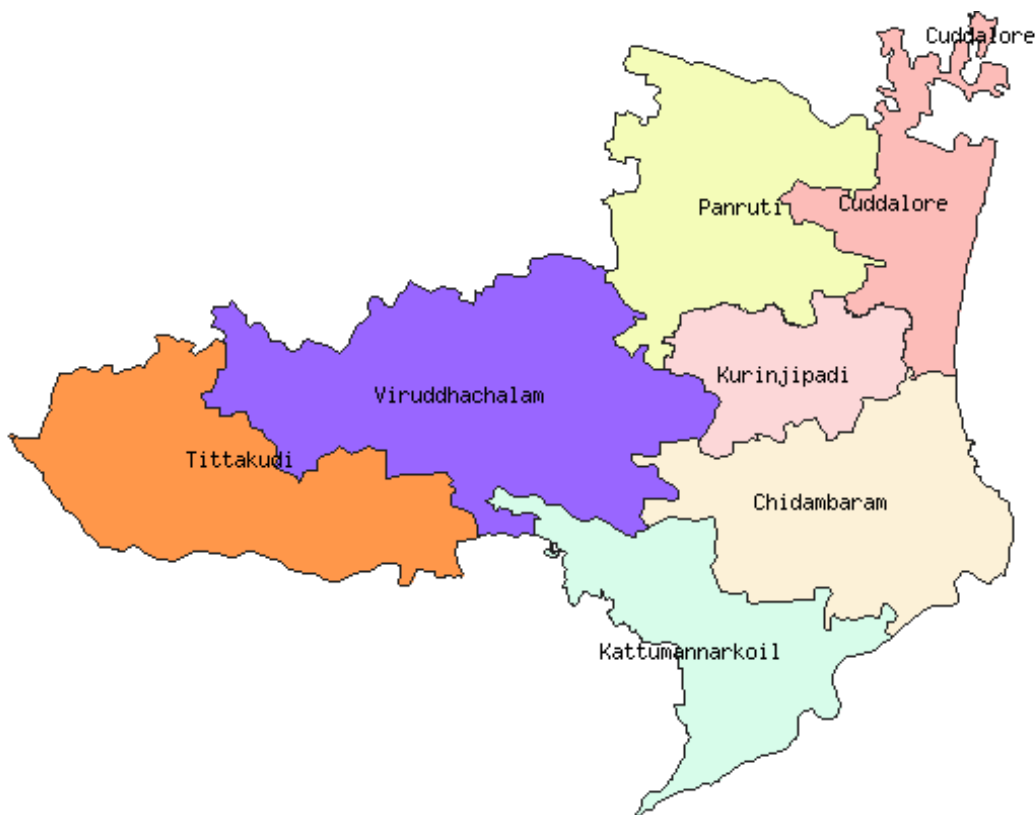 Cuddalore
Panruti
Cuddalore
Kurinjipadi
Viruddhachalam
Tittakudi
Chidambaram
Kattumannarkoil